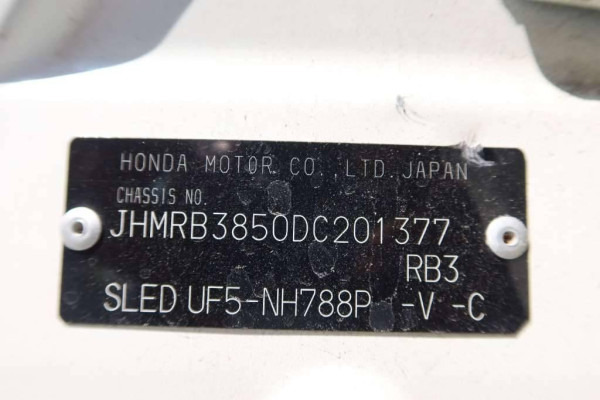 HONDA MOTOR CO., LTD. JAPAN
CHASSIS NO.
JHMRB3850DC201377
RB3
SLED UF5-NH788P -V -C